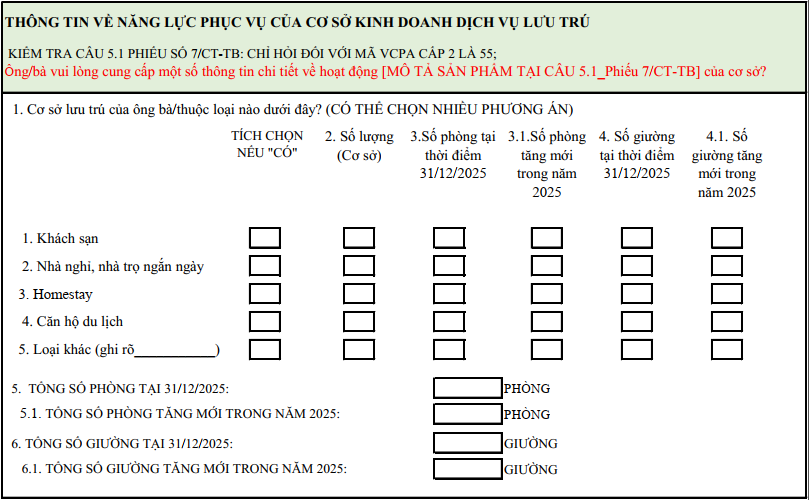 THÔNG TIN VỀ NĂNG LỰC PHỤC VỤ CỦA CƠ SỞ KINH DOANH DỊCH VỤ LƯU TRÚ
KIỂM TRA CÂU 5.1 PHIẾU SỐ 7/CT-TB: CHỈ HỎI ĐỐI VỚI MÃ VCPA CẤP 2 LÀ 55;
Ông/bà vui lòng cung cấp một số thông tin chi tiết về hoạt động [MÔ TẢ SẢN PHẨM TẠI CÂU 5.1_Phiếu 7/CT-TB] của cơ sở?
1. Cơ sở lưu trú của ông bà/thuộc loại nào dưới đây? (CÓ THỂ CHỌN NHIỀU PHƯƠNG ÁN)
TÍCH CHỌN NẾU "CÓ"
2. Số lượng (Cơ sở)
3.Số phòng tại thời điểm 31/12/2025
3.1.Số phòng tăng mới trong năm 2025
4. Số giường tại thời điểm 31/12/2025
4.1. Số giường tăng mới trong năm 2025
1. Khách sạn
2. Nhà nghỉ, nhà trọ ngắn ngày
3. Homestay
4. Căn hộ du lịch
5. Loại khác (ghi rõ____________)
5. TỔNG SỐ PHÒNG TẠI 31/12/2025: PHÒNG
5.1. TỔNG SỐ PHÒNG TĂNG MỚI TRONG NĂM 2025: PHÒNG
6. TỔNG SỐ GIƯỜNG TẠI 31/12/2025: GIƯỜNG
6.1. TỔNG SỐ GIƯỜNG TĂNG MỚI TRONG NĂM 2025: GIƯỜNG